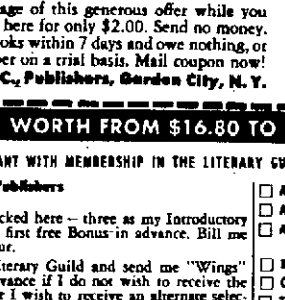 age of this generous offer while you
here for only $2.00. Send no money.
oks within 7 days and owe nothing, or
er on a trial basis. Mail coupon now!
C., Publishers, Garden City, N. Y.
WORTH FROM $16.80 TO
ANT WITH MEMBERSHIP IN THE LITERARY GU
Publishers
cked here — three as my Introductory
first free Bonus in advance. Bill me
ur.
iterary Guild and send me "Wings"
vance if I do not wish to receive the
r I wish to receive an alternate selec-